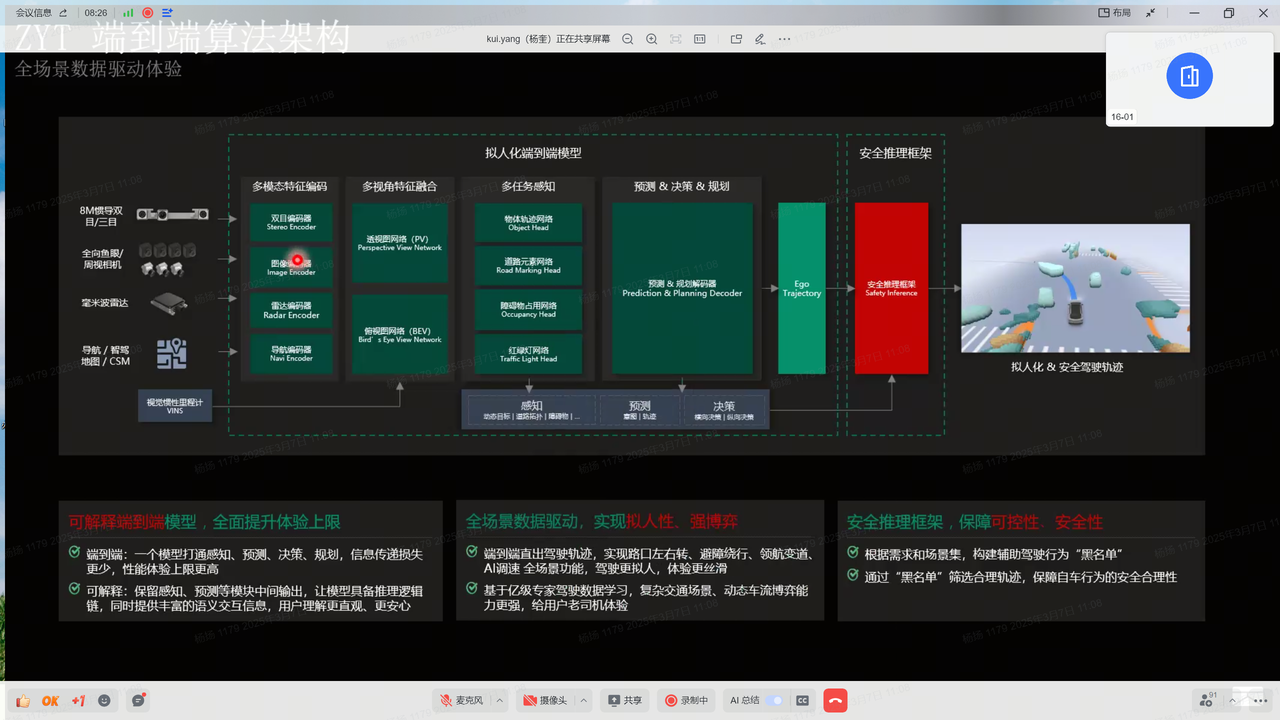 会议信息
08:26
布局
ZYT 端到端算法架构
kui.yang（杨奎）正在共享屏幕
全场景数据驱动体验
16-01
拟人化端到端模型
安全推理框架
多模态特征编码
多视角特征融合
多任务感知
预测 & 决策 & 规划
8M惯导双
目/三目
全向鱼眼/
周视相机
毫米波雷达
导航 / 智驾
地图 / CSM
视觉惯性里程计
VINS
双目编码器
Stereo Encoder
图像编码器
Image Encoder
雷达编码器
Radar Encoder
导航编码器
Navi Encoder
透视图网络（PV）
Perspective View Network
俯视图网络（BEV）
Bird's Eye View Network
物体轨迹网络
Object Head
道路元素网络
Road Marking Head
障碍物占用网络
Occupancy Head
红绿灯网络
Traffic Light Head
预测 & 规划解码器
Prediction & Planning Decoder
Ego
Trajectory
安全推理框架
Safety Inference
拟人化 & 安全驾驶轨迹
感知
动态目标 | 道路拓扑 | 障碍物 | ...
预测
意图 | 轨迹
决策
横向决策 | 纵向决策
可解释端到端模型，全面提升体验上限
端到端：一个模型打通感知、预测、决策、规划，信息传递损失
更少，性能体验上限更高
可解释：保留感知、预测等模块中间输出，让模型具备推理逻辑
链，同时提供丰富的语义交互信息，用户理解更直观、更安心
全场景数据驱动，实现拟人性、强博弈
端到端直出驾驶轨迹，实现路口左右转、避障绕行、领航变道、
AI调速 全场景功能，驾驶更拟人，体验更丝滑
基于亿级专家驾驶数据学习，复杂交通场景、动态车流博弈能
力更强，给用户老司机体验
安全推理框架，保障可控性、安全性
根据需求和场景集，构建辅助驾驶行为“黑名单”
通过“黑名单”筛选合理轨迹，保障自车行为的安全合理性
杨旸 1179 2025年3月7日 11:08
OK
+1
麦克风
摄像头
共享
录制中
AI 总结
CC
91